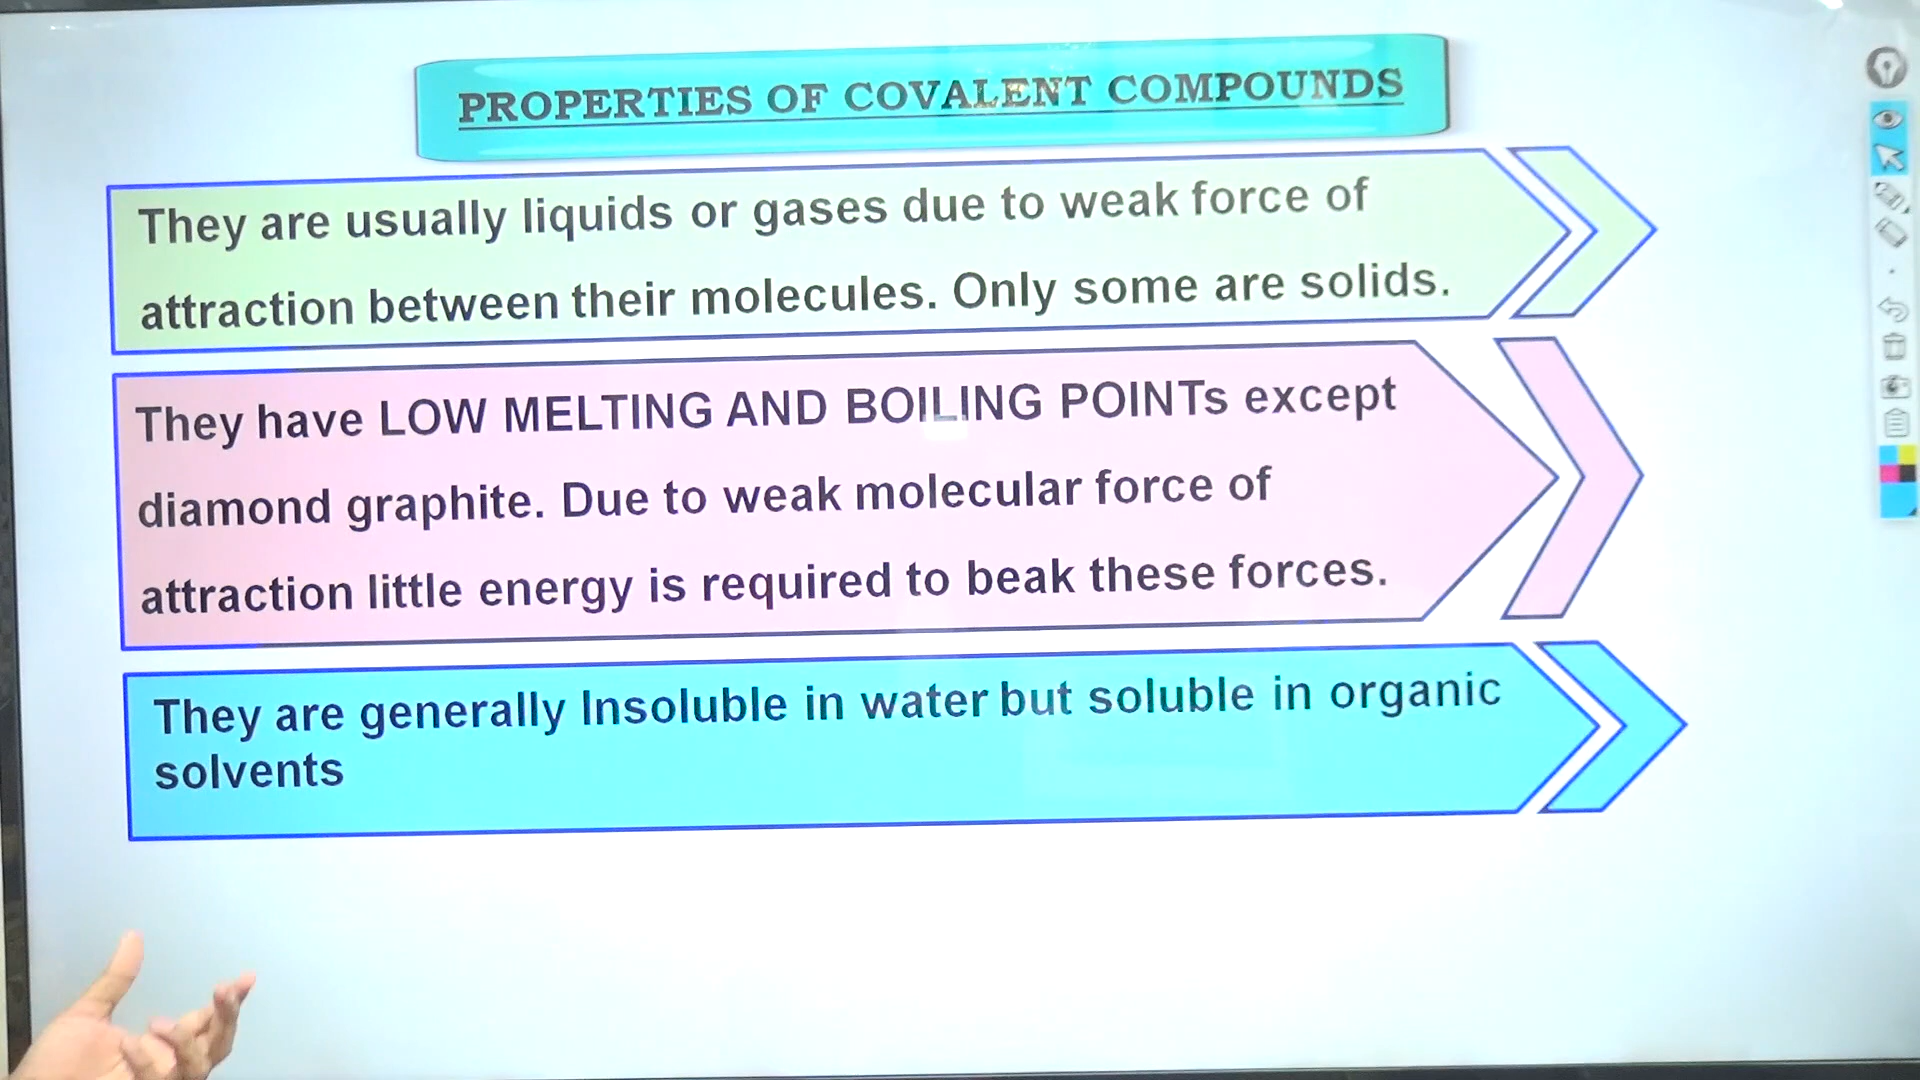 PROPERTIES OF COVALENT COMPOUNDS
They are usually liquids or gases due to weak force of
attraction between their molecules. Only some are solids.
They have LOW MELTING AND BOILING POINTs except
diamond graphite. Due to weak molecular force of
attraction little energy is required to beak these forces.
They are generally Insoluble in water but soluble in organic
solvents